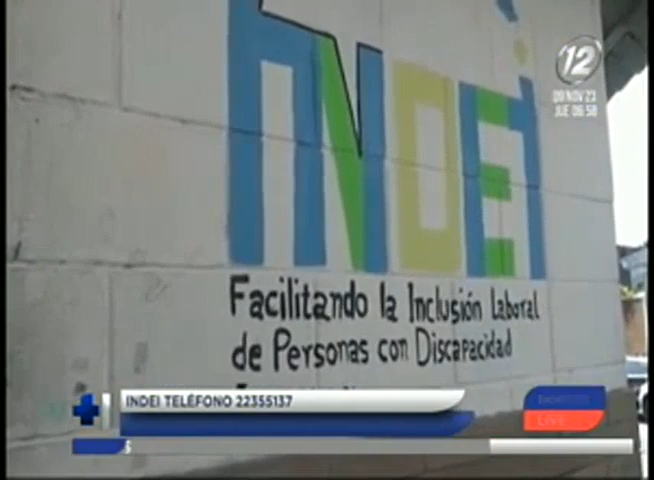 INDEI
12
09 NOV 23
JUE 06:58
Facilitando la Inclusión Laboral
de Personas con Discapacidad
INDEI TELÉFONO 22355137